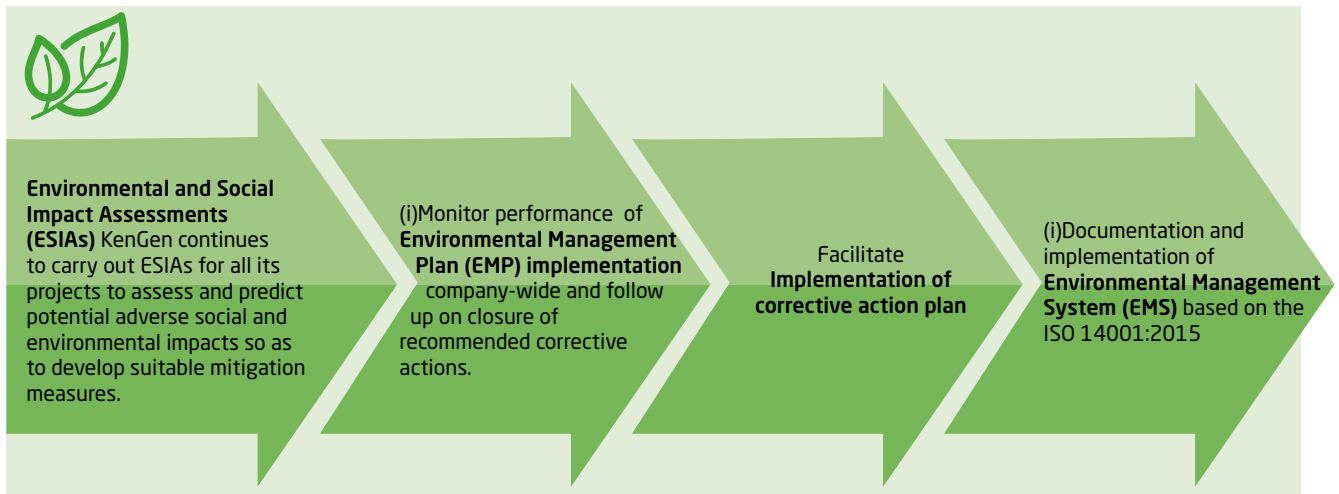 Environmental and Social
Impact Assessments
(ESIAs) KenGen continues
to carry out ESIAs for all its
projects to assess and predict
potential adverse social and
environmental impacts so as
to develop suitable mitigation
measures.
(i)Monitor performance of
Environmental Management
Plan (EMP) implementation
company-wide and follow
up on closure of
recommended corrective
actions.
Facilitate
Implementation of
corrective action plan
(i)Documentation and
implementation of
Environmental Management
System (EMS) based on the
ISO 14001:2015